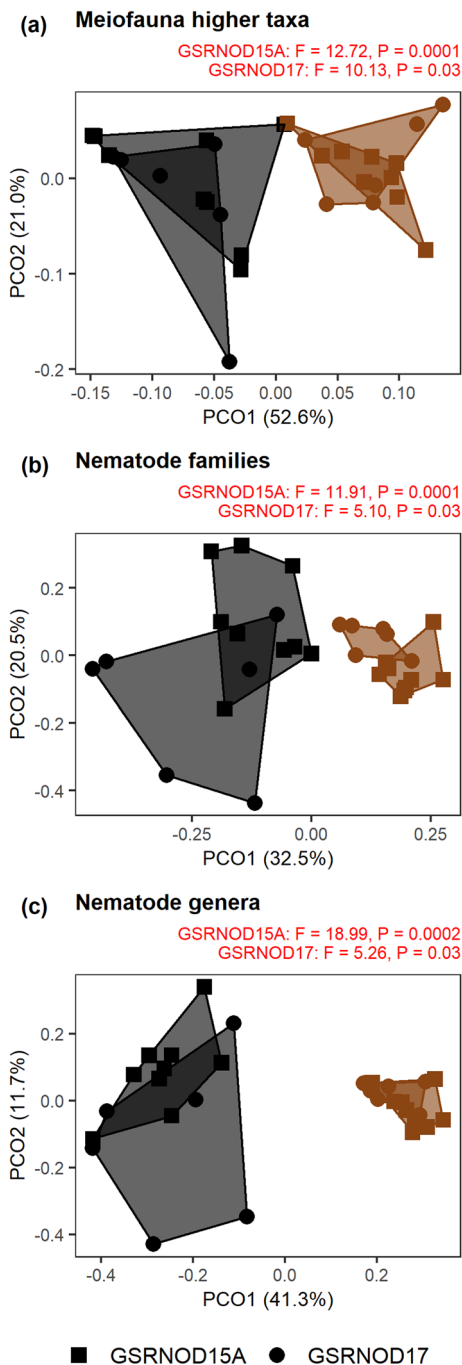 (a) Meiofauna higher taxa
GSRNOD15A: F = 12.72, P = 0.0001
GSRNOD17: F = 10.13, P = 0.03
PCO2 (21.0%)
0.0
-0.1
-0.2
-0.15 -0.10 -0.05 0.00 0.05 0.10
PCO1 (52.6%)
(b) Nematode families
GSRNOD15A: F = 11.91, P = 0.0001
GSRNOD17: F = 5.10, P = 0.03
PCO2 (20.5%)
0.2
0.0
-0.2
-0.4
-0.25 0.00 0.25
PCO1 (32.5%)
(c) Nematode genera
GSRNOD15A: F = 18.99, P = 0.0002
GSRNOD17: F = 5.26, P = 0.03
PCO2 (11.7%)
0.2
0.0
-0.2
-0.4
-0.4 -0.2 0.0 0.2
PCO1 (41.3%)
GSRNOD15A GSRNOD17